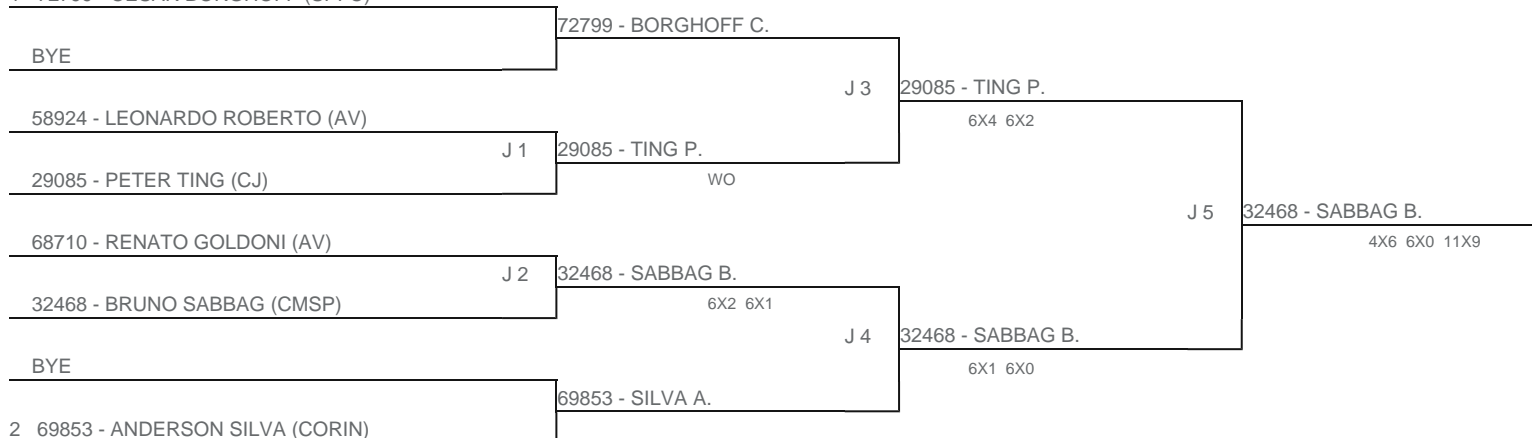 72799 - BORGHOFF C.
BYE
J 3
29085 - TING P.
6X4 6X2
58924 - LEONARDO ROBERTO (AV)
J 1
29085 - TING P.
WO
29085 - PETER TING (CJ)
J 5
32468 - SABBAG B.
4X6 6X0 11X9
68710 - RENATO GOLDONI (AV)
J 2
32468 - SABBAG B.
6X2 6X1
32468 - BRUNO SABBAG (CMSP)
J 4
32468 - SABBAG B.
6X1 6X0
BYE
69853 - SILVA A.
2 69853 - ANDERSON SILVA (CORIN)